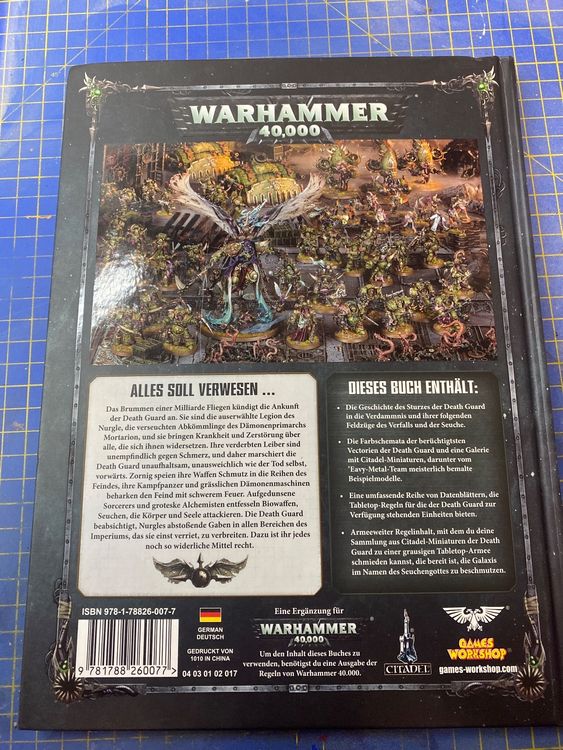 WARHAMMER
40,000
ALLES SOLL VERWESEN ...
Das Brummen einer Milliarde Fliegen kündigt die Ankunft
der Death Guard an. Sie sind die auserwählte Legion des
Nurgle, die verseuchten Abkömmlinge des Dämonenprimarchs
Mortarion, und sie bringen Krankheit und Zerstörung über
alle, die sich ihnen widersetzen. Ihre verderbten Leiber sind
unempfindlich gegen Schmerz, und daher marschiert die
Death Guard unaufhaltsam, unausweichlich wie der Tod selbst,
vorwärts. Zornig speien ihre Waffen Schmutz in die Reihen des
Feindes, ihre Kampfpanzer und grässlichen Dämonenmaschinen
beharken den Feind mit schwerem Feuer. Aufgedunsene
Sorcerers und groteske Alchemisten entfesseln Biowaffen,
Seuchen, die Körper und Seele attackieren. Die Death Guard
beabsichtigt, Nurgles abstoßende Gaben in allen Bereichen des
Imperiums, das sie einst verriet, zu verbreiten. Dazu ist ihr jedes
noch so widerliche Mittel recht.
DIESES BUCH ENTHÄLT:
• Die Geschichte des Sturzes der Death Guard
in die Verdammnis und ihrer folgenden
Feldzüge des Verfalls und der Seuche.
• Die Farbschemata der berüchtigtsten
Vectorien der Death Guard und eine Galerie
mit Citadel-Miniaturen, darunter vom
'Eavy-Metal-Team meisterlich bemalte
Beispielmodelle.
• Eine umfassende Reihe von Datenblättern, die
Tabletop-Regeln für die der Death Guard zur
Verfügung stehenden Einheiten bieten.
• Armeeweiter Regelinhalt, mit dem du deine
Sammlung aus Citadel-Miniaturen der Death
Guard zu einer grausigen Tabletop-Armee
schmieden kannst, die bereit ist, die Galaxis
im Namen des Seuchengottes zu beschmutzen.
ISBN 978-1-78826-007-7
9 781788 260077
GERMAN
DEUTSCH
GEDRUCKT VON
1010 IN CHINA
04 03 01 02 017
Eine Ergänzung für
WARHAMMER
40,000
Um den Inhalt dieses Buches zu
verwenden, benötigst du eine Ausgabe der
Regeln von Warhammer 40.000.
CITADEL
GAMES
WORKSHOP
games-workshop.com